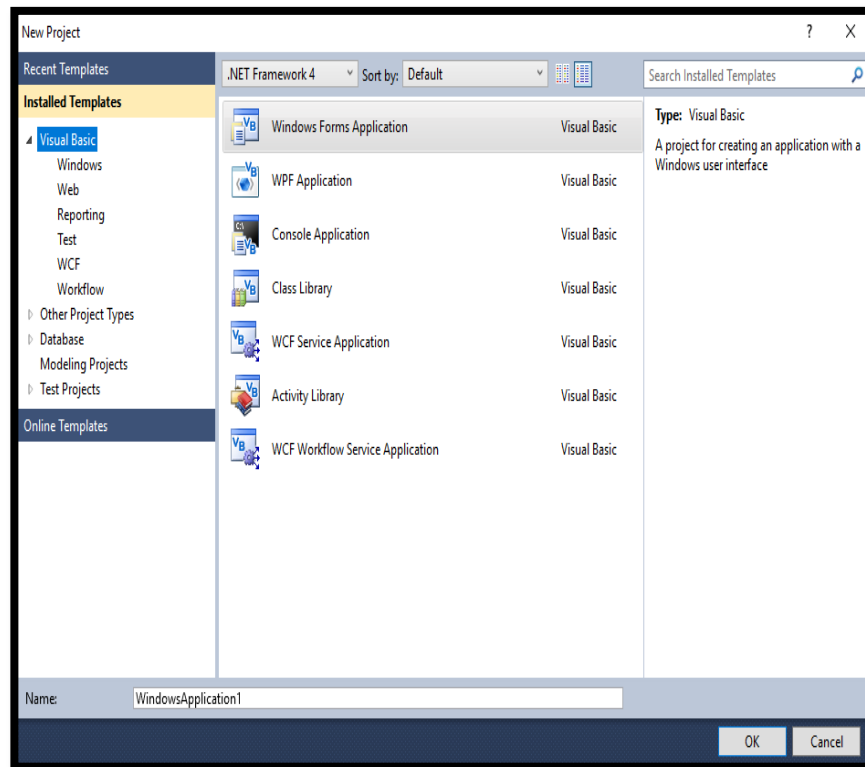 New Project
? X
Recent Templates
Installed Templates
Visual Basic
Windows
Web
Reporting
Test
WCF
Workflow
Other Project Types
Database
Modeling Projects
Test Projects
Online Templates
.NET Framework 4 Sort by: Default
Windows Forms Application Visual Basic
WPF Application Visual Basic
Console Application Visual Basic
Class Library Visual Basic
WCF Service Application Visual Basic
Activity Library Visual Basic
WCF Workflow Service Application Visual Basic
Search Installed Templates
Type: Visual Basic
A project for creating an application with a
Windows user interface
Name: WindowsApplication1
OK Cancel